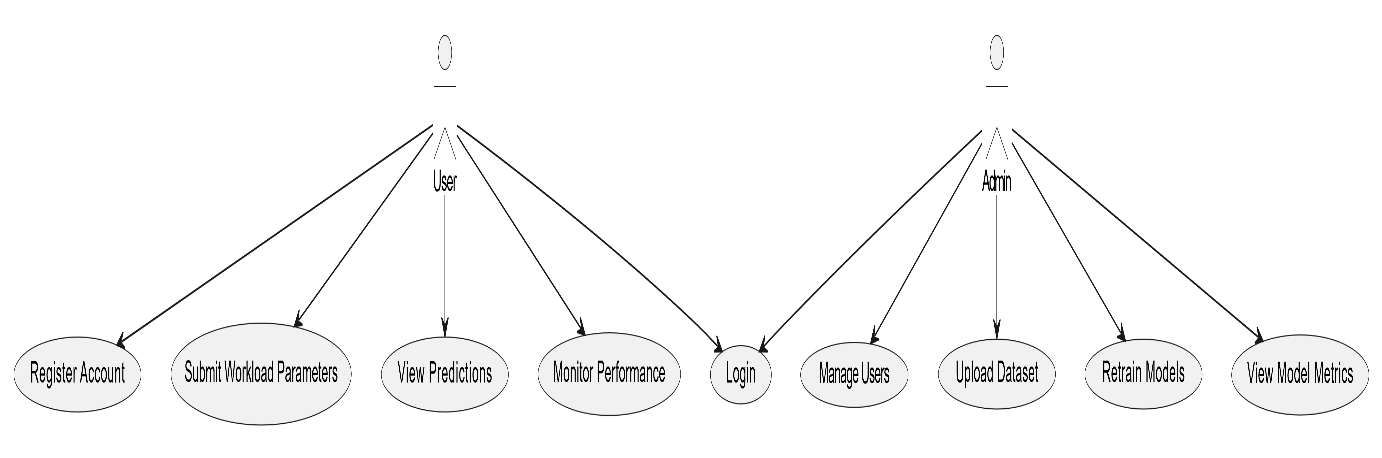 User
Admin
Register Account
Submit Workload Parameters
View Predictions
Monitor Performance
Login
Manage Users
Upload Dataset
Retrain Models
View Model Metrics